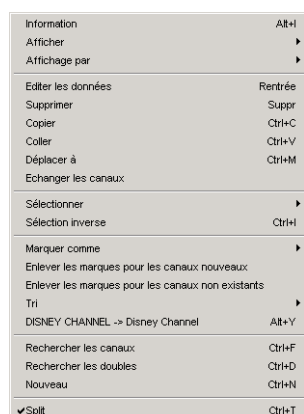 Information Alt+I
Afficher
Affichage par
Editer les données Rentrée
Supprimer Suppr
Copier Ctrl+C
Coller Ctrl+V
Déplacer à Ctrl+M
Echanger les canaux
Sélectionner
Sélection inverse Ctrl+I
Marquer comme
Enlever les marques pour les canaux nouveaux
Enlever les marques pour les canaux non existants
Tri
DISNEY CHANNEL -> Disney Channel Alt+Y
Rechercher les canaux Ctrl+F
Rechercher les doubles Ctrl+D
Nouveau Ctrl+N
Split Ctrl+T